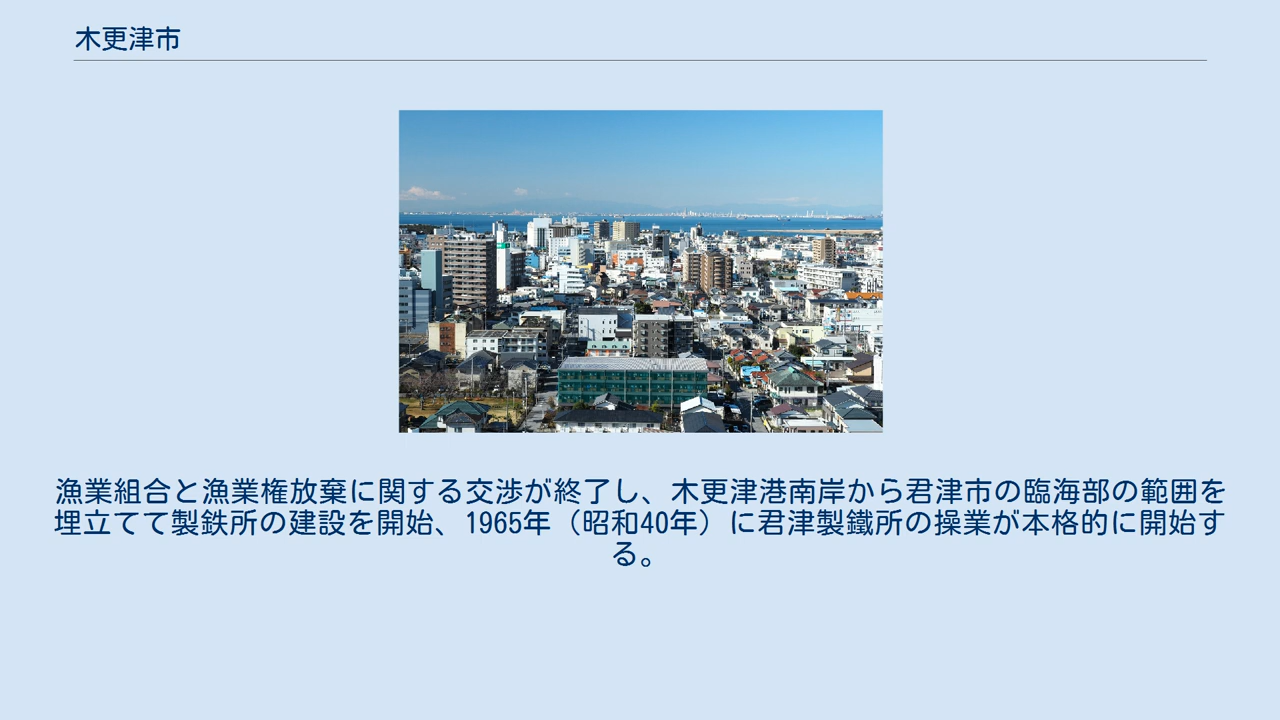 木更津市
漁業組合と漁業権放棄に関する交渉が終了し、木更津港南岸から君津市の臨海部の範囲を
埋立てて製鉄所の建設を開始、1965年（昭和40年）に君津製鐵所の操業が本格的に開始す
る。